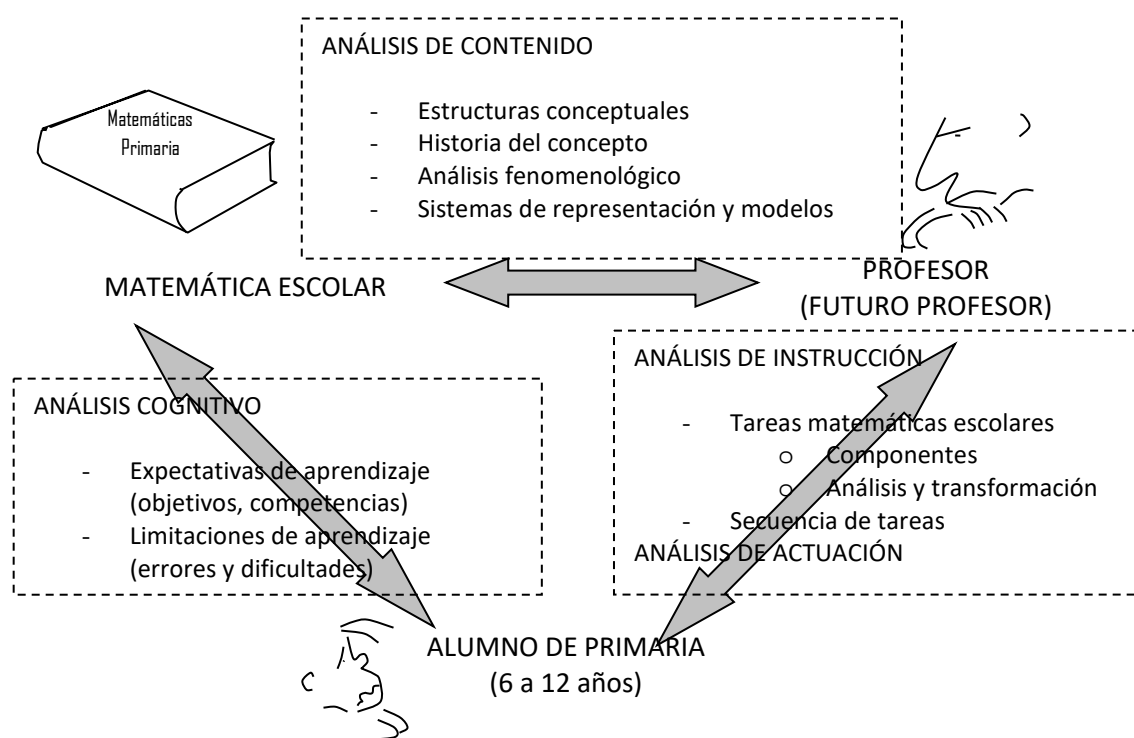 ANÁLISIS DE CONTENIDO
- Estructuras conceptuales
- Historia del concepto
- Análisis fenomenológico
- Sistemas de representación y modelos
Matemáticas
Primaria
MATEMÁTICA ESCOLAR
PROFESOR
(FUTURO PROFESOR)
ANÁLISIS COGNITIVO
- Expectativas de aprendizaje
(objetivos, competencias)
- Limitaciones de aprendizaje
(errores y dificultades)
ANÁLISIS DE INSTRUCCIÓN
- Tareas matemáticas escolares
o Componentes
o Análisis y transformación
- Secuencia de tareas
ANÁLISIS DE ACTUACIÓN
ALUMNO DE PRIMARIA
(6 a 12 años)